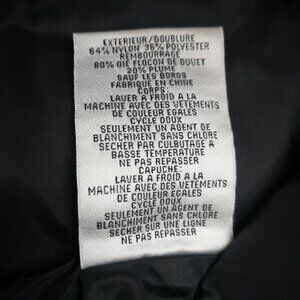 EXTERIEUR/DOUBLURE
64% NYLON 36% POLYESTER
REMBOURRAGE
80% OIE FLOCON DE DUVET
20% PLUME
SAUF LES BORDS
FABRIQUE EN CHINE
CORPS:
LAVER A FROID A LA
MACHINE AVEC DES VETEMENTS
DE COULEUR EGALES
CYCLE DOUX
SEULEMENT UN AGENT DE
BLANCHIMENT SANS CHLORE
SECHER PAR CULBUTAGE A
BASSE TEMPERATURE
NE PAS REPASSER
CAPUCHE:
LAVER A FROID A LA
MACHINE AVEC DES VETEMENTS
DE COULEUR EGALES
CYCLE DOUX
SEULEMENT UN AGENT DE
BLANCHIMENT SANS CHLORE
SECHER SUR UNE LIGNE
NE PAS REPASSER